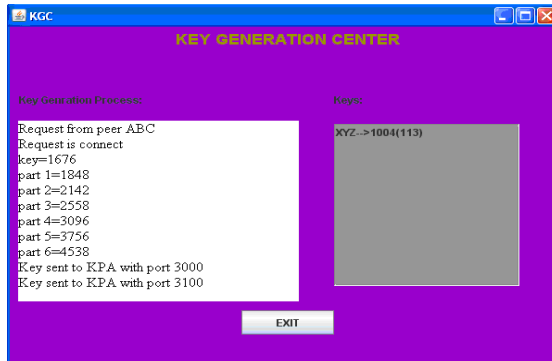 KGC
KEY GENERATION CENTER
Key Genration Process:
Keys:
Request from peer ABC
Request is connect
key=1676
part 1=1848
part 2=2142
part 3=2558
part 4=3096
part 5=3756
part 6=4538
Key sent to KPA with port 3000
Key sent to KPA with port 3100
XYZ-->1004(113)
EXIT